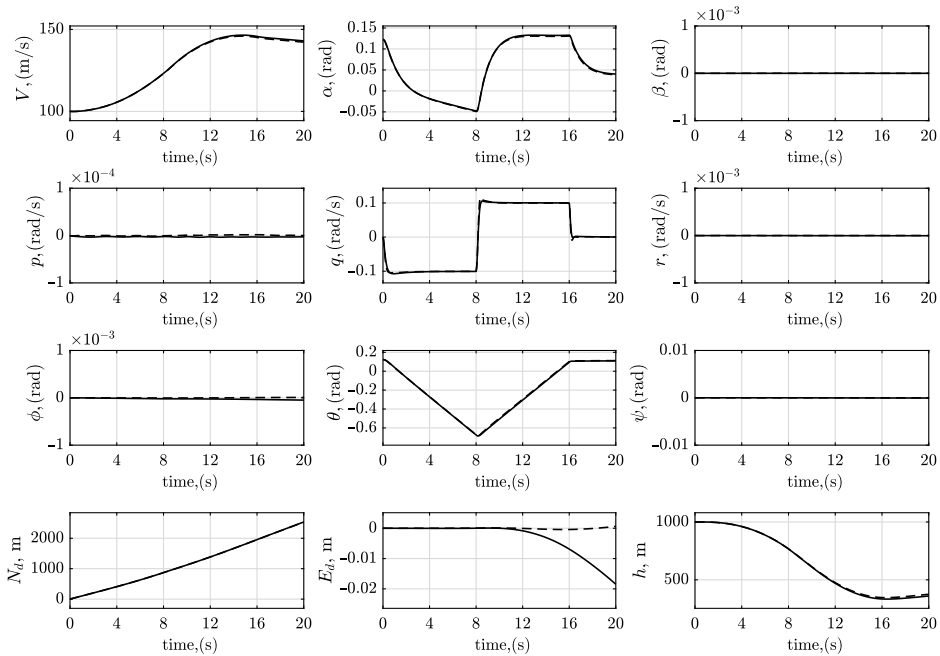 V,(m/s)
150
100
0 4 8 12 16 20
time,(s)
α,(rad)
0.15
0.1
0.05
0
-0.05
0 4 8 12 16 20
time,(s)
×10⁻³
β,(rad)
1
0
-1
0 4 8 12 16 20
time,(s)
×10⁻⁴
p,(rad/s)
1
0
-1
0 4 8 12 16 20
time,(s)
q,(rad/s)
0.1
0
-0.1
0 4 8 12 16 20
time,(s)
×10⁻³
r,(rad/s)
1
0
-1
0 4 8 12 16 20
time,(s)
×10⁻³
ϕ,(rad)
1
0
-1
0 4 8 12 16 20
time,(s)
θ,(rad)
0.2
0
-0.2
-0.4
-0.6
0 4 8 12 16 20
time,(s)
ψ,(rad)
0.01
0
-0.01
0 4 8 12 16 20
time,(s)
N_d, m
2000
1000
0
0 4 8 12 16 20
time,(s)
E_d, m
0
-0.01
-0.02
0 4 8 12 16 20
time,(s)
h, m
1000
500
0 4 8 12 16 20
time,(s)